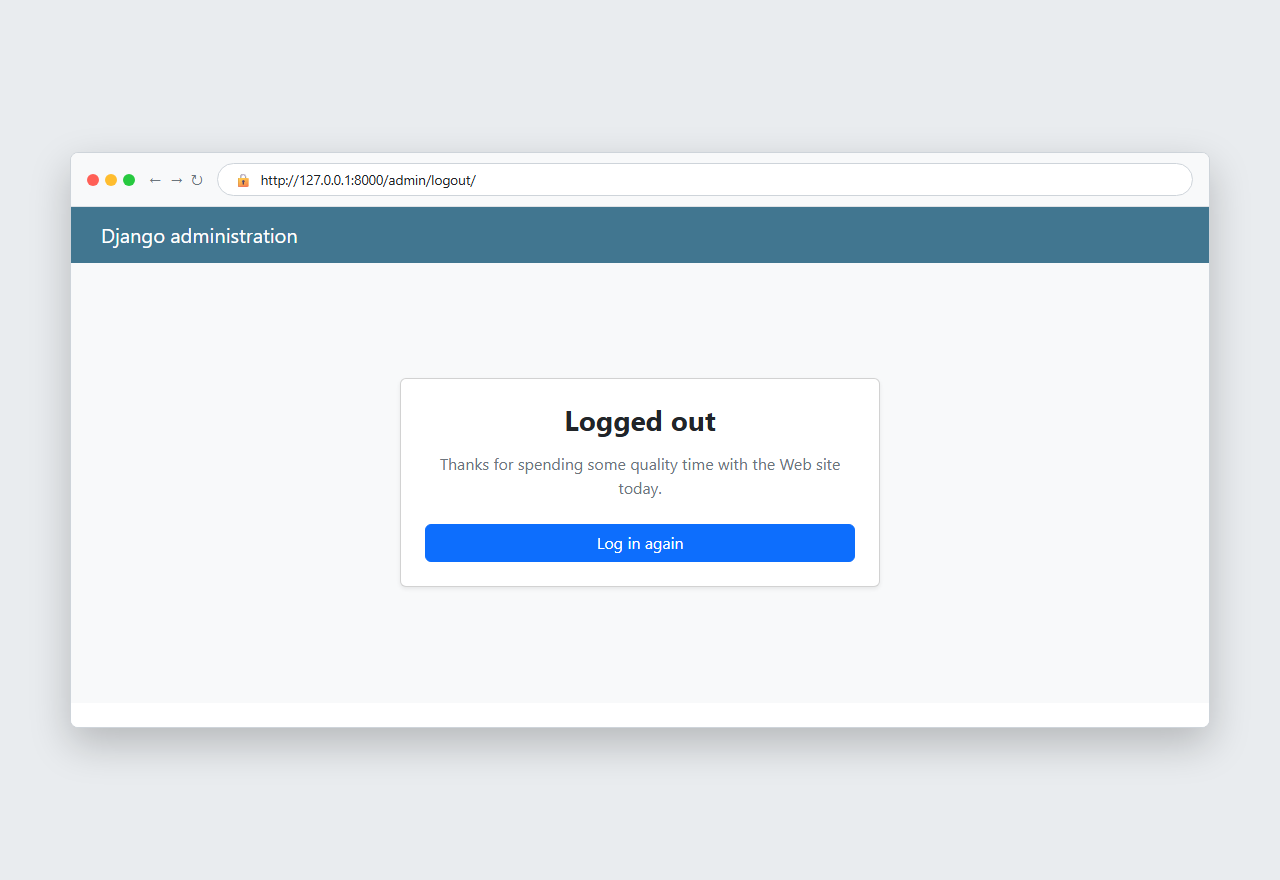 http://127.0.0.1:8000/admin/logout/
Django administration
Logged out
Thanks for spending some quality time with the Web site
today.
Log in again